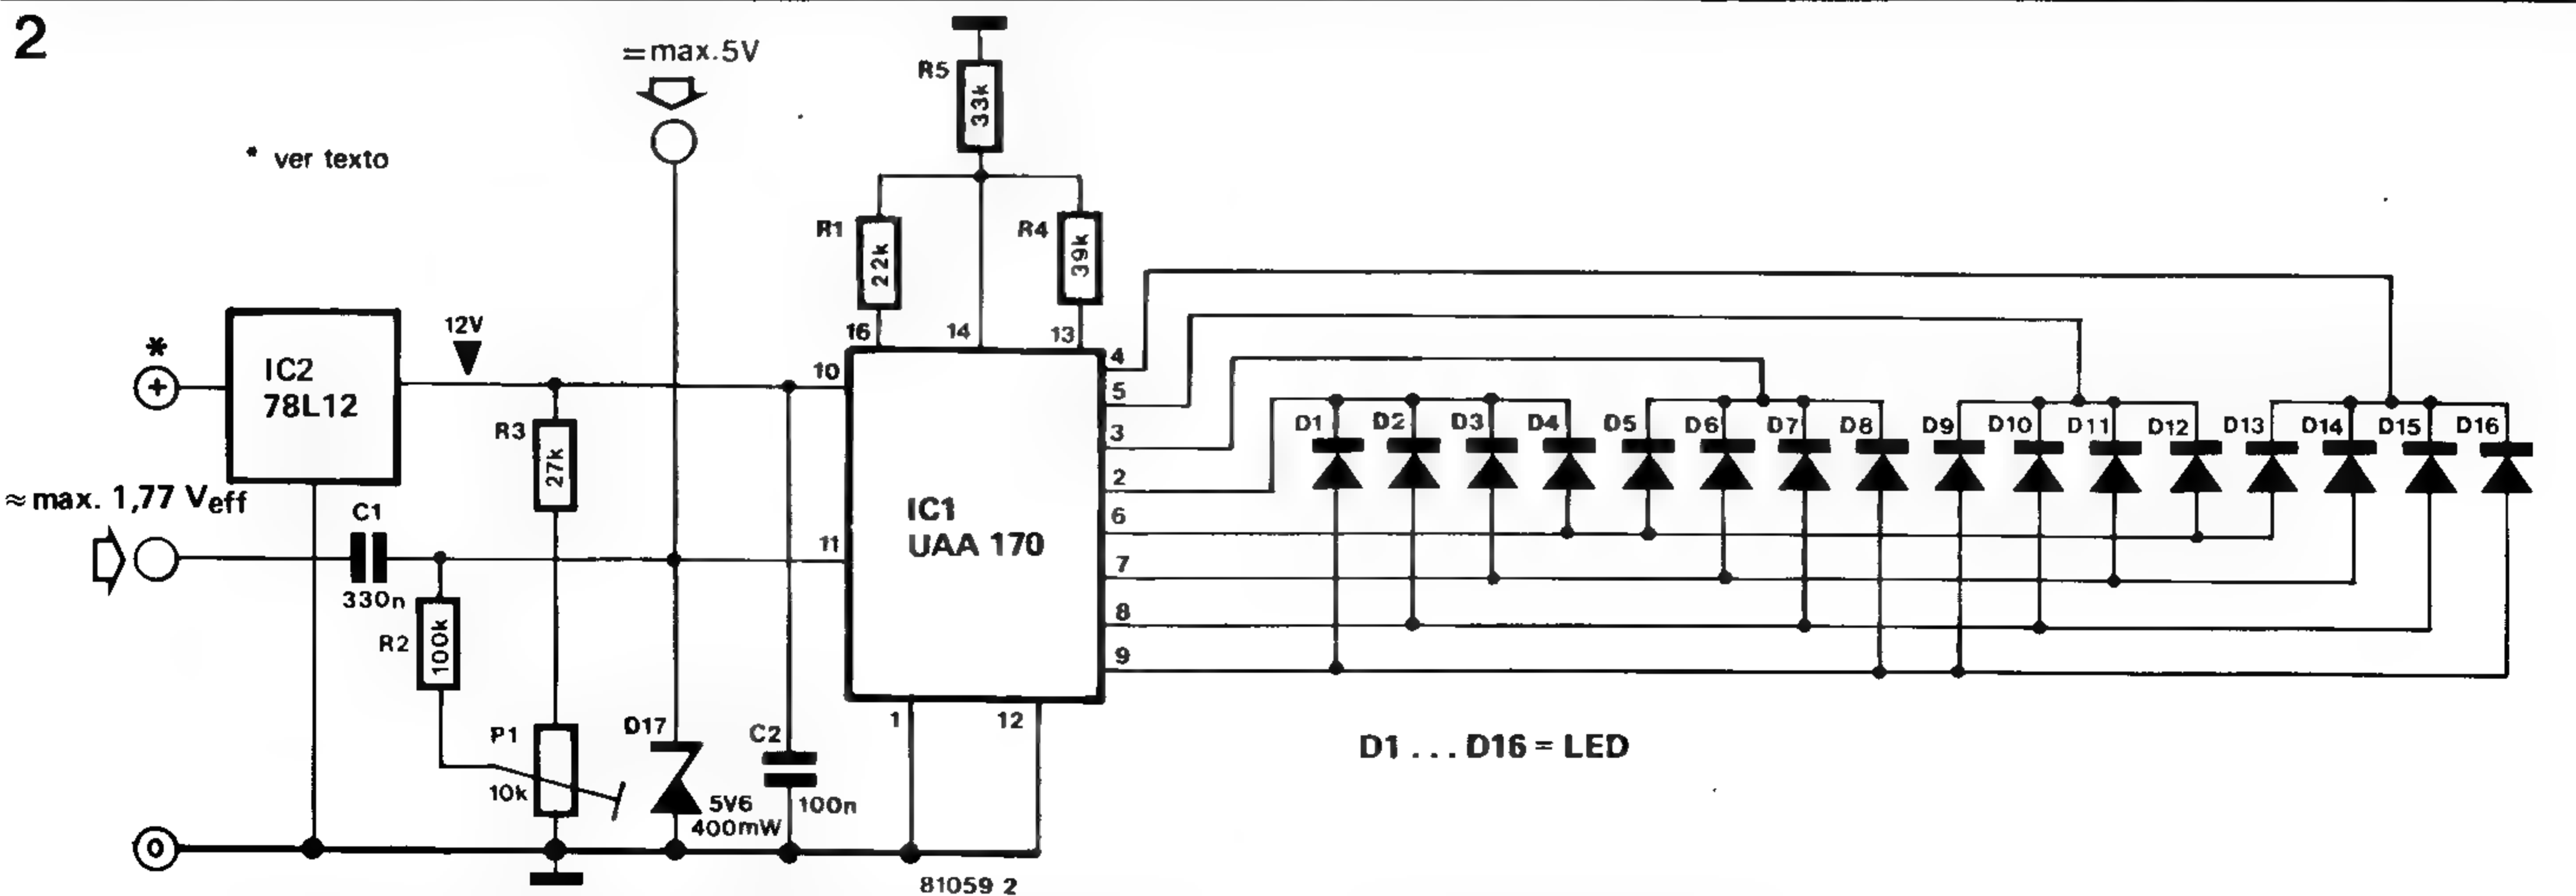 2
=max.5V
* ver texto
R5
33k
R1
22k
R4
39k
16
14
13
12V
*
+
IC2
78L12
10
4
5
3
2
6
7
8
9
R3
27k
D1
D2
D3
D4
D5
D6
D7
D8
D9
D10
D11
D12
D13
D14
D15
D16
≈ max. 1,77 Veff
C1
330n
11
IC1
UAA 170
R2
100k
P1
10k
D17
5V6
400mW
C2
100n
1
12
D1 ... D16 = LED
0
81059 2